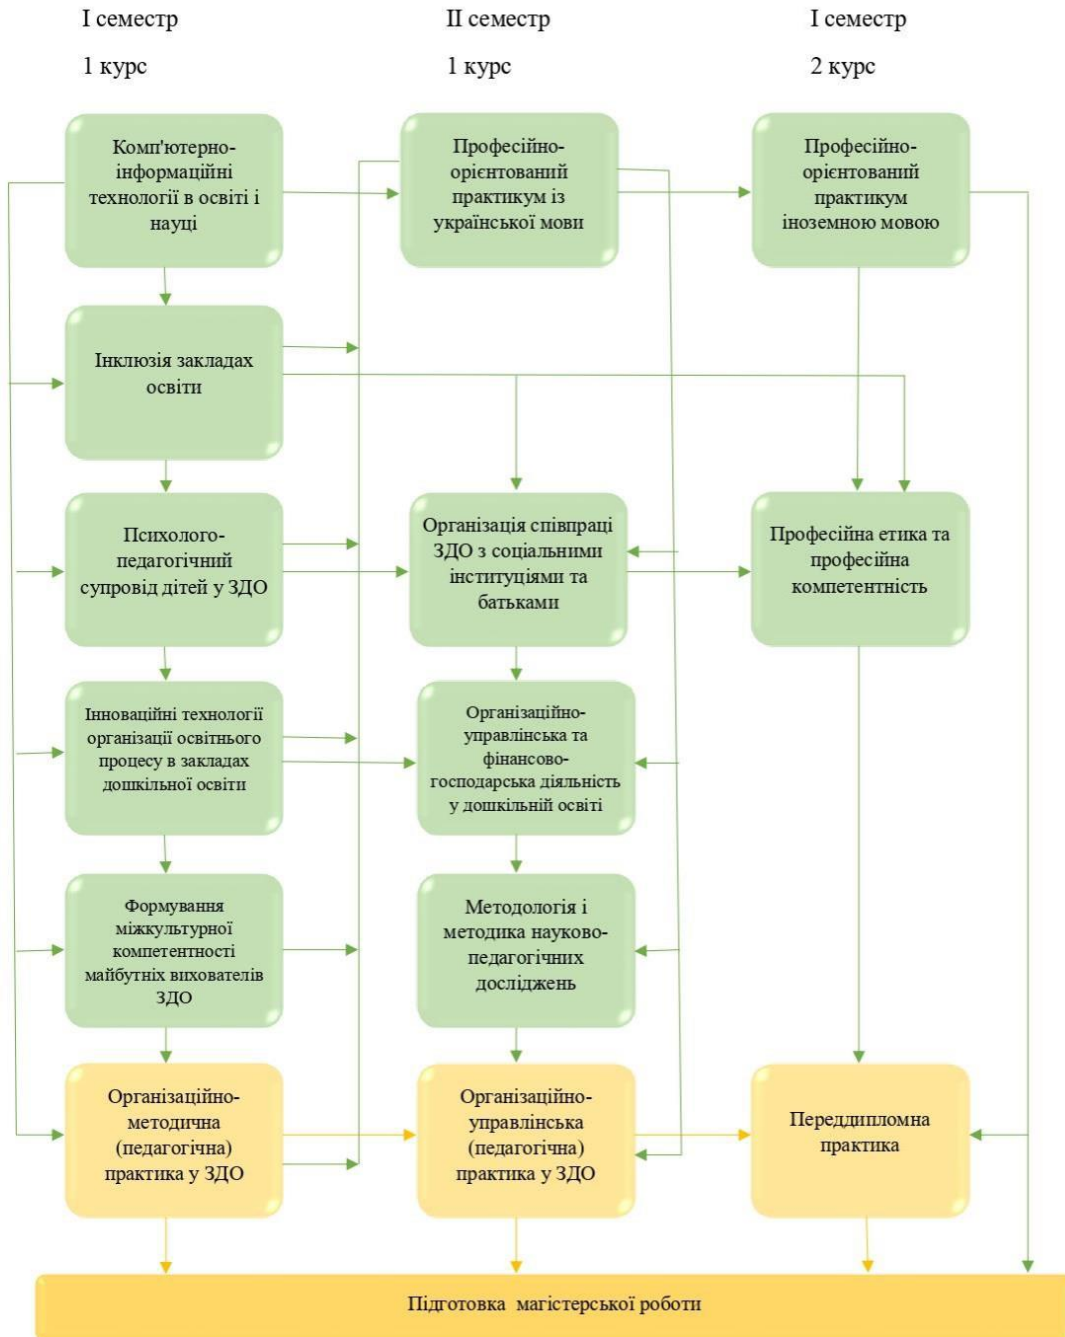 І семестр
1 курс
ІІ семестр
1 курс
І семестр
2 курс
Комп'ютерно-
інформаційні
технології в освіті і
науці
Професійно-
орієнтований
практикум із
української мови
Професійно-
орієнтований
практикум
іноземною мовою
Інклюзія закладах
освіти
Психолого-
педагогічний
супровід дітей у ЗДО
Організація співпраці
ЗДО з соціальними
інституціями та
батьками
Професійна етика та
професійна
компетентність
Інноваційні технології
організації освітнього
процесу в закладах
дошкільної освіти
Організаційно-
управлінська та
фінансово-
господарська діяльність
у дошкільній освіті
Формування
міжкультурної
компетентності
майбутніх вихователів
ЗДО
Методологія і
методика науково-
педагогічних
досліджень
Організаційно-
методична
(педагогічна)
практика у ЗДО
Організаційно-
управлінська
(педагогічна)
практика у ЗДО
Переддипломна
практика
Підготовка магістерської роботи